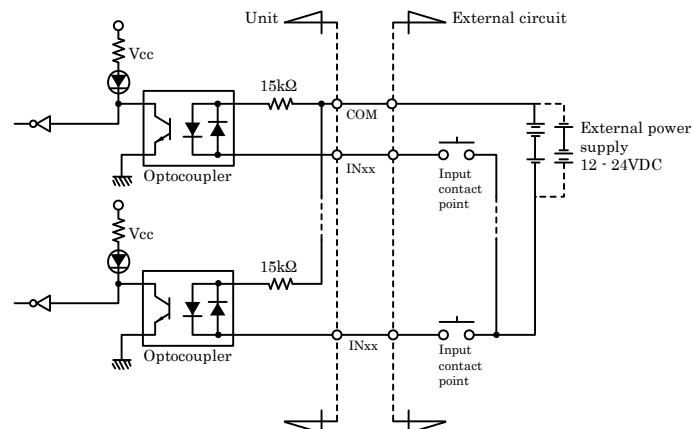 Unit
External circuit
Vcc
15kΩ
COM
External power
supply
12 - 24VDC
INxx
Optocoupler
Input
contact
point
Vcc
15kΩ
INxx
Optocoupler
Input
contact
point